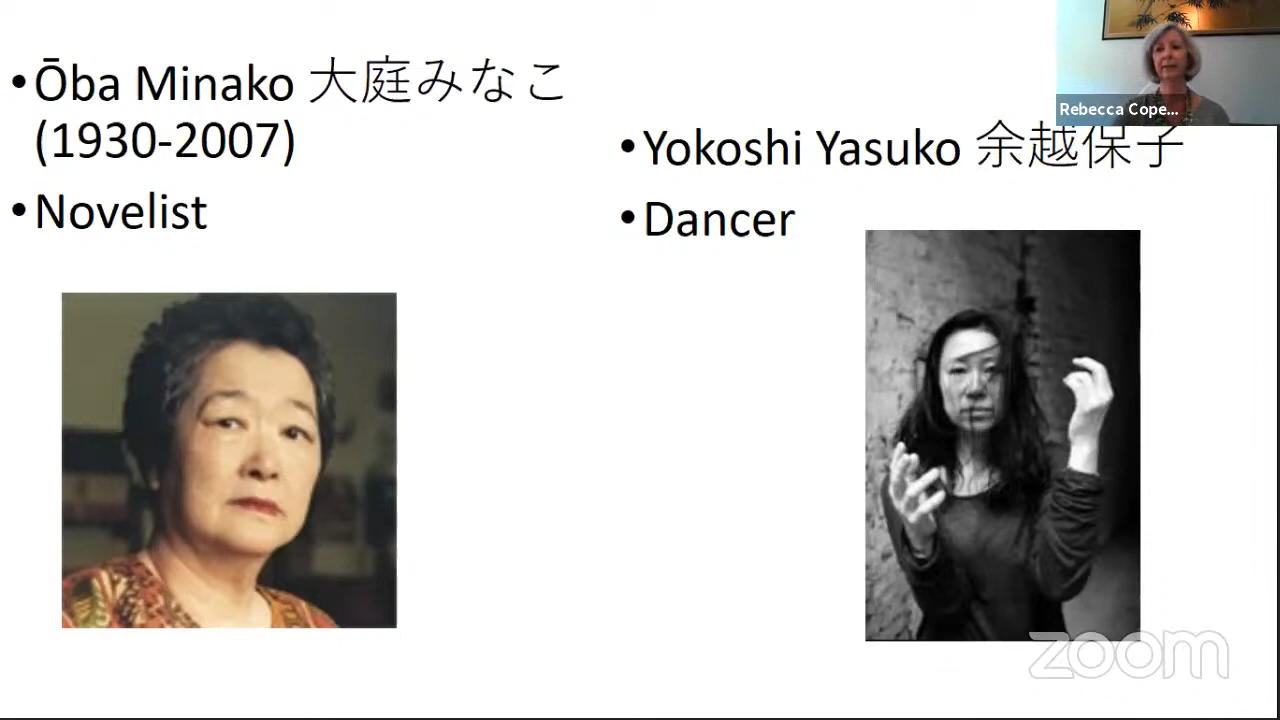 • Ōba Minako 大庭みなこ
(1930-2007)
• Novelist
• Yokoshi Yasuko 余越保子
• Dancer
Rebecca Cope...
zoom